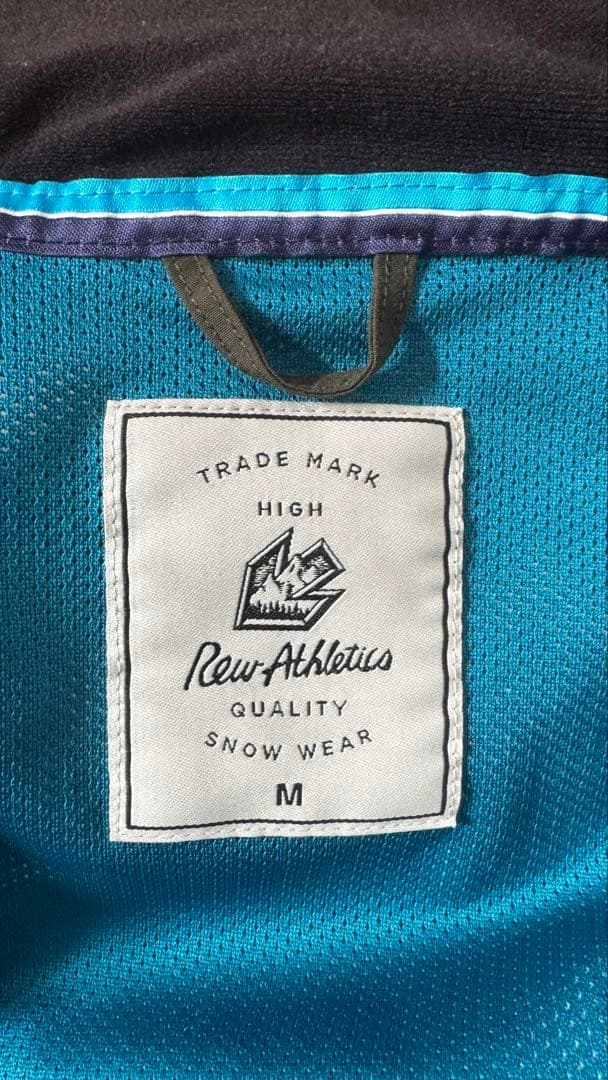 TRADE MARK
HIGH
Rew-Athletics
QUALITY
SNOW WEAR
M